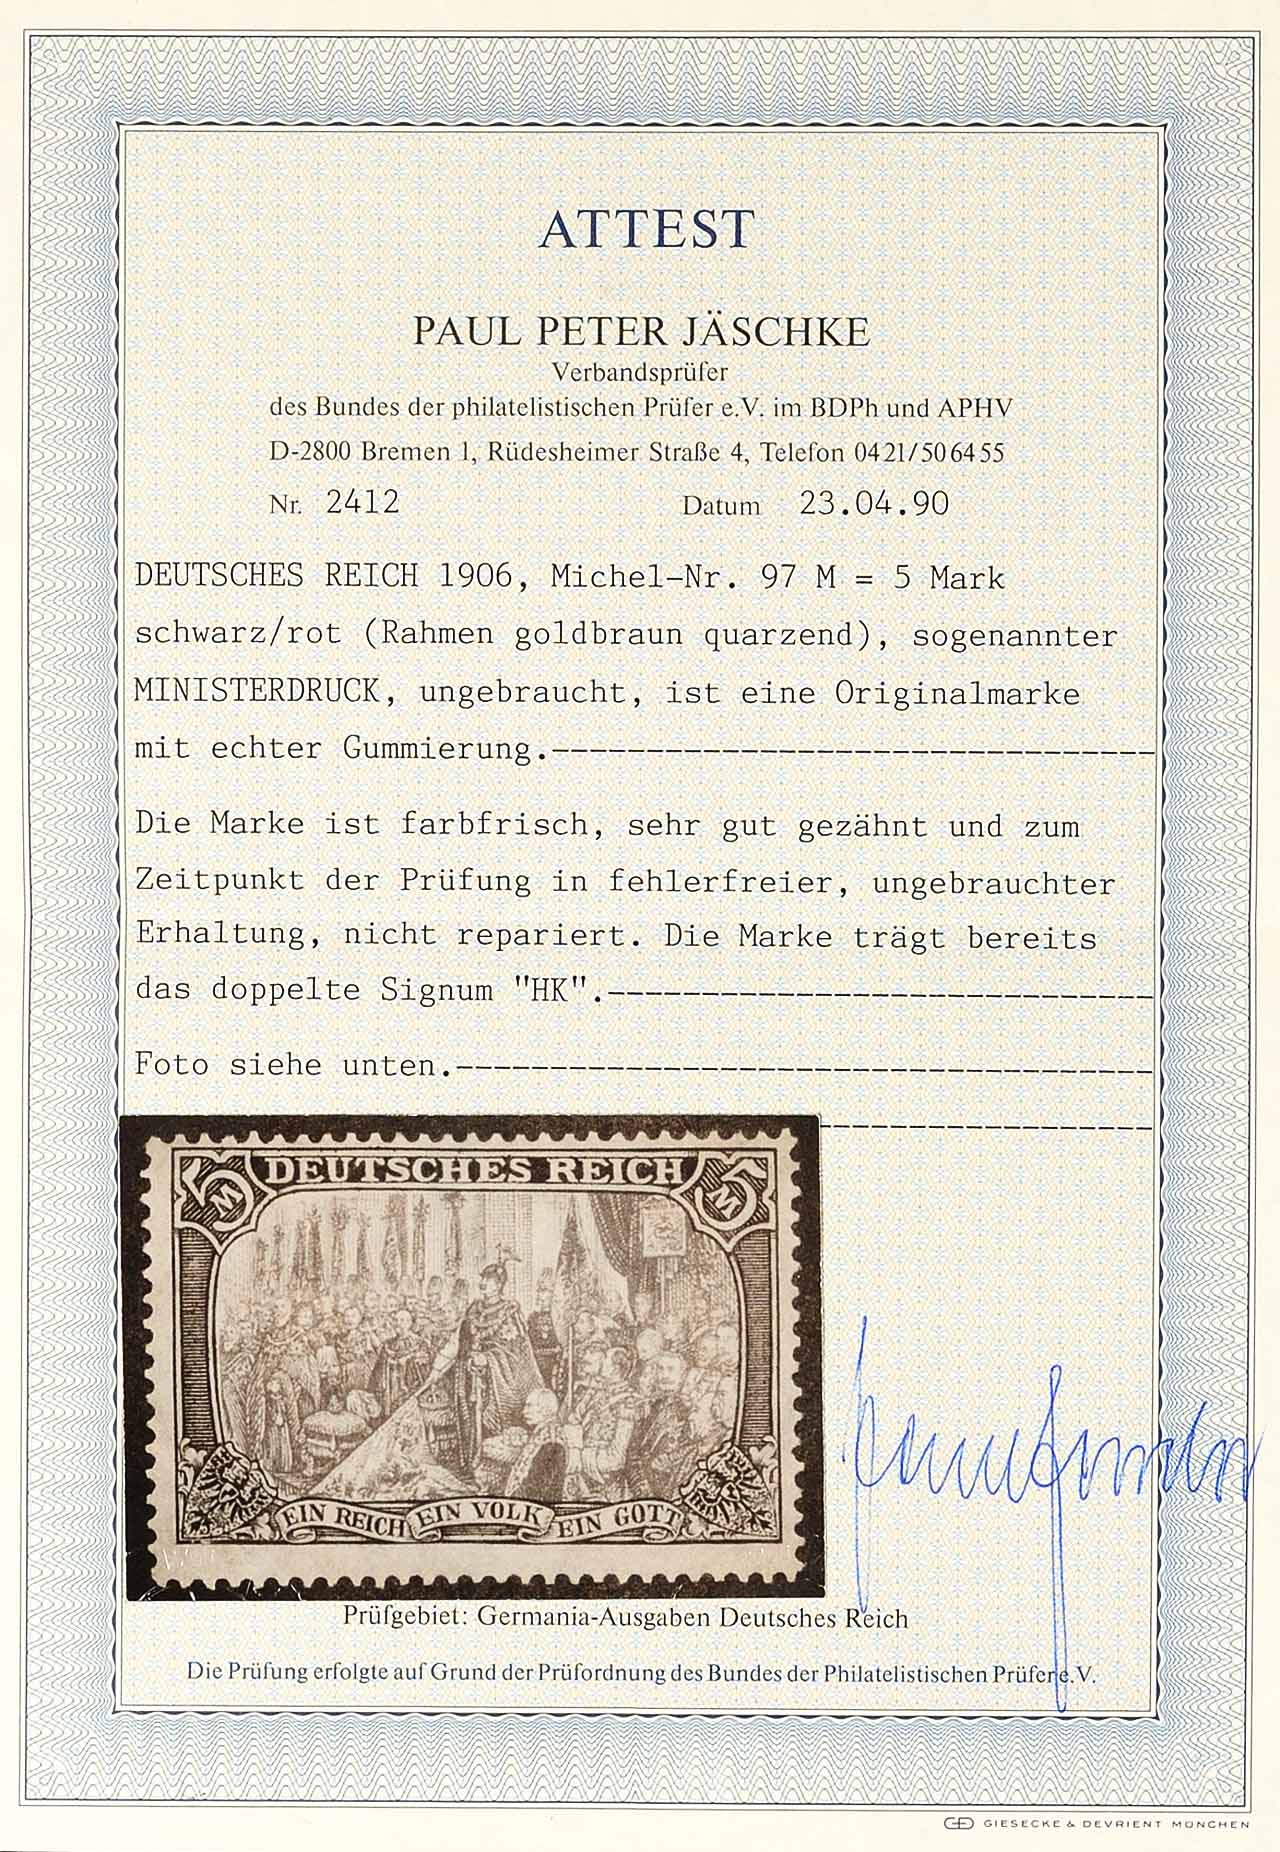 ATTEST
PAUL PETER JÄSCHKE
Verbandsprüfer
des Bundes der philatelistischen Prüfer e.V. im BDPh und APHV
D-2800 Bremen 1, Rüdesheimer Straße 4, Telefon 0421/506455
Nr. 2412 Datum 23.04.90
DEUTSCHES REICH 1906, Michel-Nr. 97 M = 5 Mark
schwarz/rot (Rahmen goldbraun quarzend), sogenannter
MINISTERDRUCK, ungebraucht, ist eine Originalmarke
mit echter Gummierung.--------------------------------
Die Marke ist farbfrisch, sehr gut gezähnt und zum
Zeitpunkt der Prüfung in fehlerfreier, ungebrauchter
Erhaltung, nicht repariert. Die Marke trägt bereits
das doppelte Signum "HK".-----------------------------
Foto siehe unten.-------------------------------------
5 M DEUTSCHES REICH 5 M
EIN REICH EIN VOLK EIN GOTT
Prüfgebiet: Germania-Ausgaben Deutsches Reich
Die Prüfung erfolgte auf Grund der Prüfordnung des Bundes der Philatelistischen Prüfer e.V.
GIESECKE & DEVRIENT MÜNCHEN